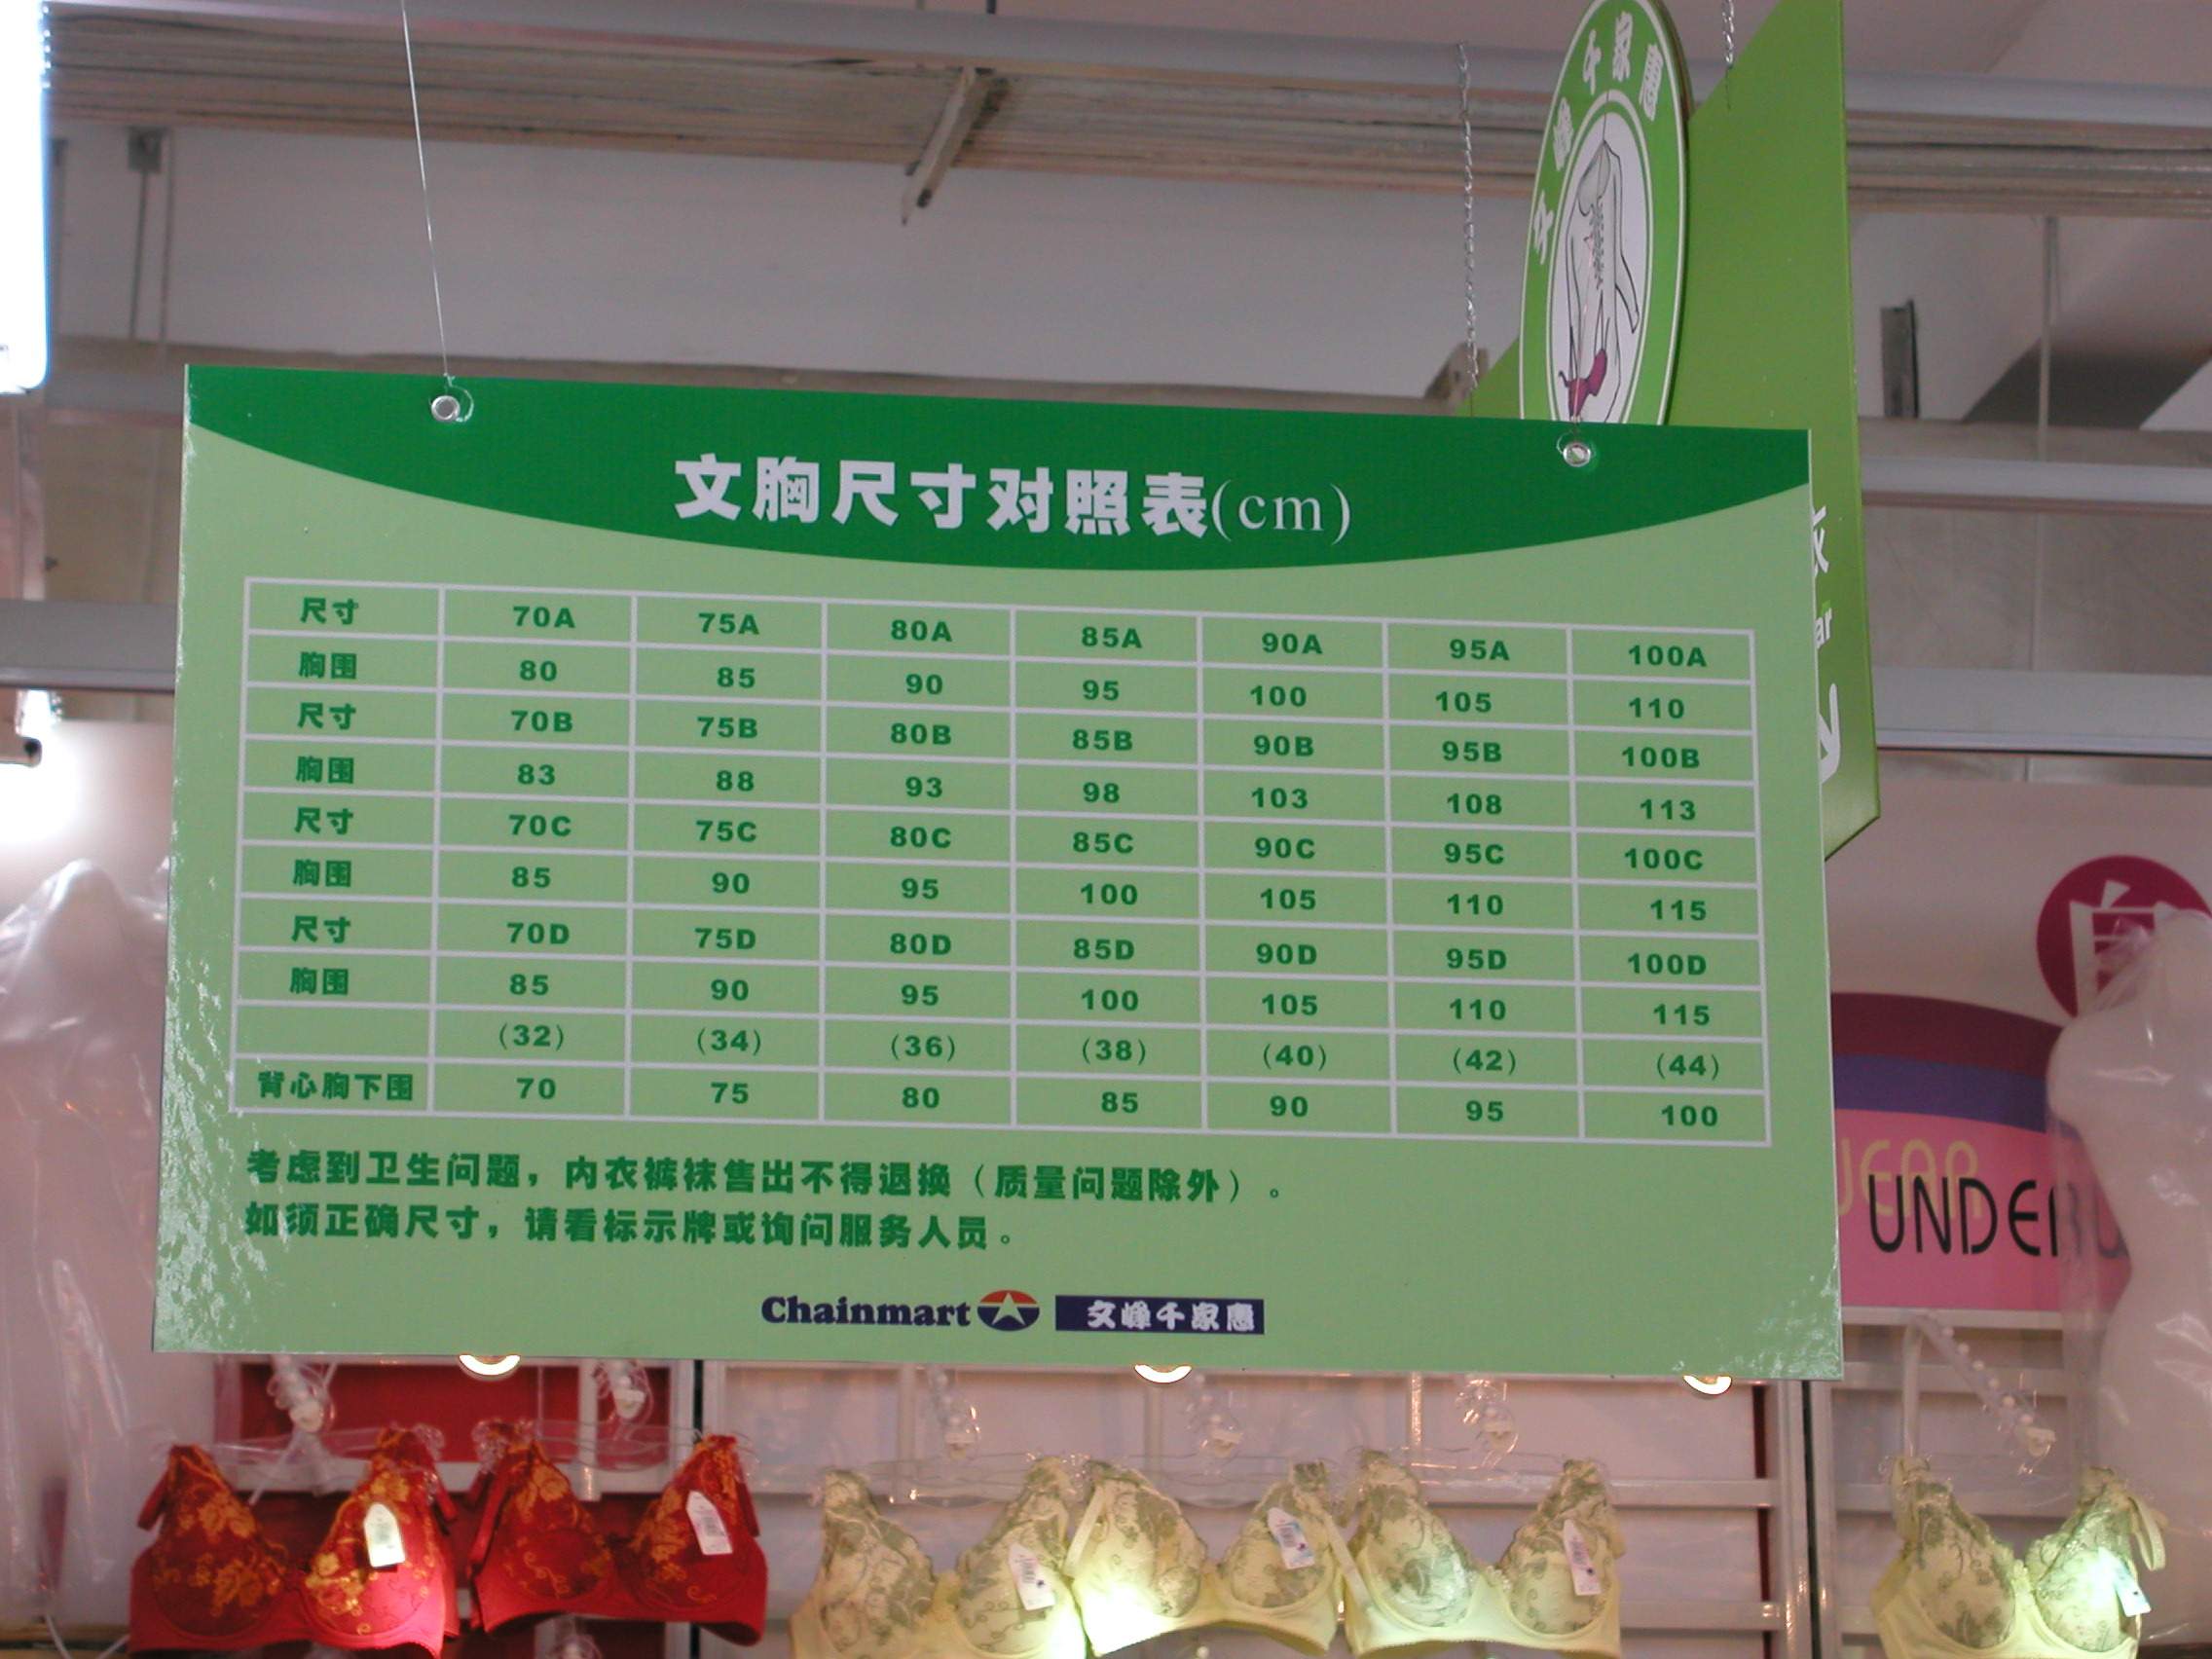 文峰千家惠
文胸尺寸对照表(cm)
尺寸 70A 75A 80A 85A 90A 95A 100A
胸围 80 85 90 95 100 105 110
尺寸 70B 75B 80B 85B 90B 95B 100B
胸围 83 88 93 98 103 108 113
尺寸 70C 75C 80C 85C 90C 95C 100C
胸围 85 90 95 100 105 110 115
尺寸 70D 75D 80D 85D 90D 95D 100D
胸围 85 90 95 100 105 110 115
(32) (34) (36) (38) (40) (42) (44)
背心胸下围 70 75 80 85 90 95 100
考虑到卫生问题，内衣裤袜售出不得退换（质量问题除外）。
如须正确尺寸，请看标示牌或询问服务人员。
Chainmart 文峰千家惠